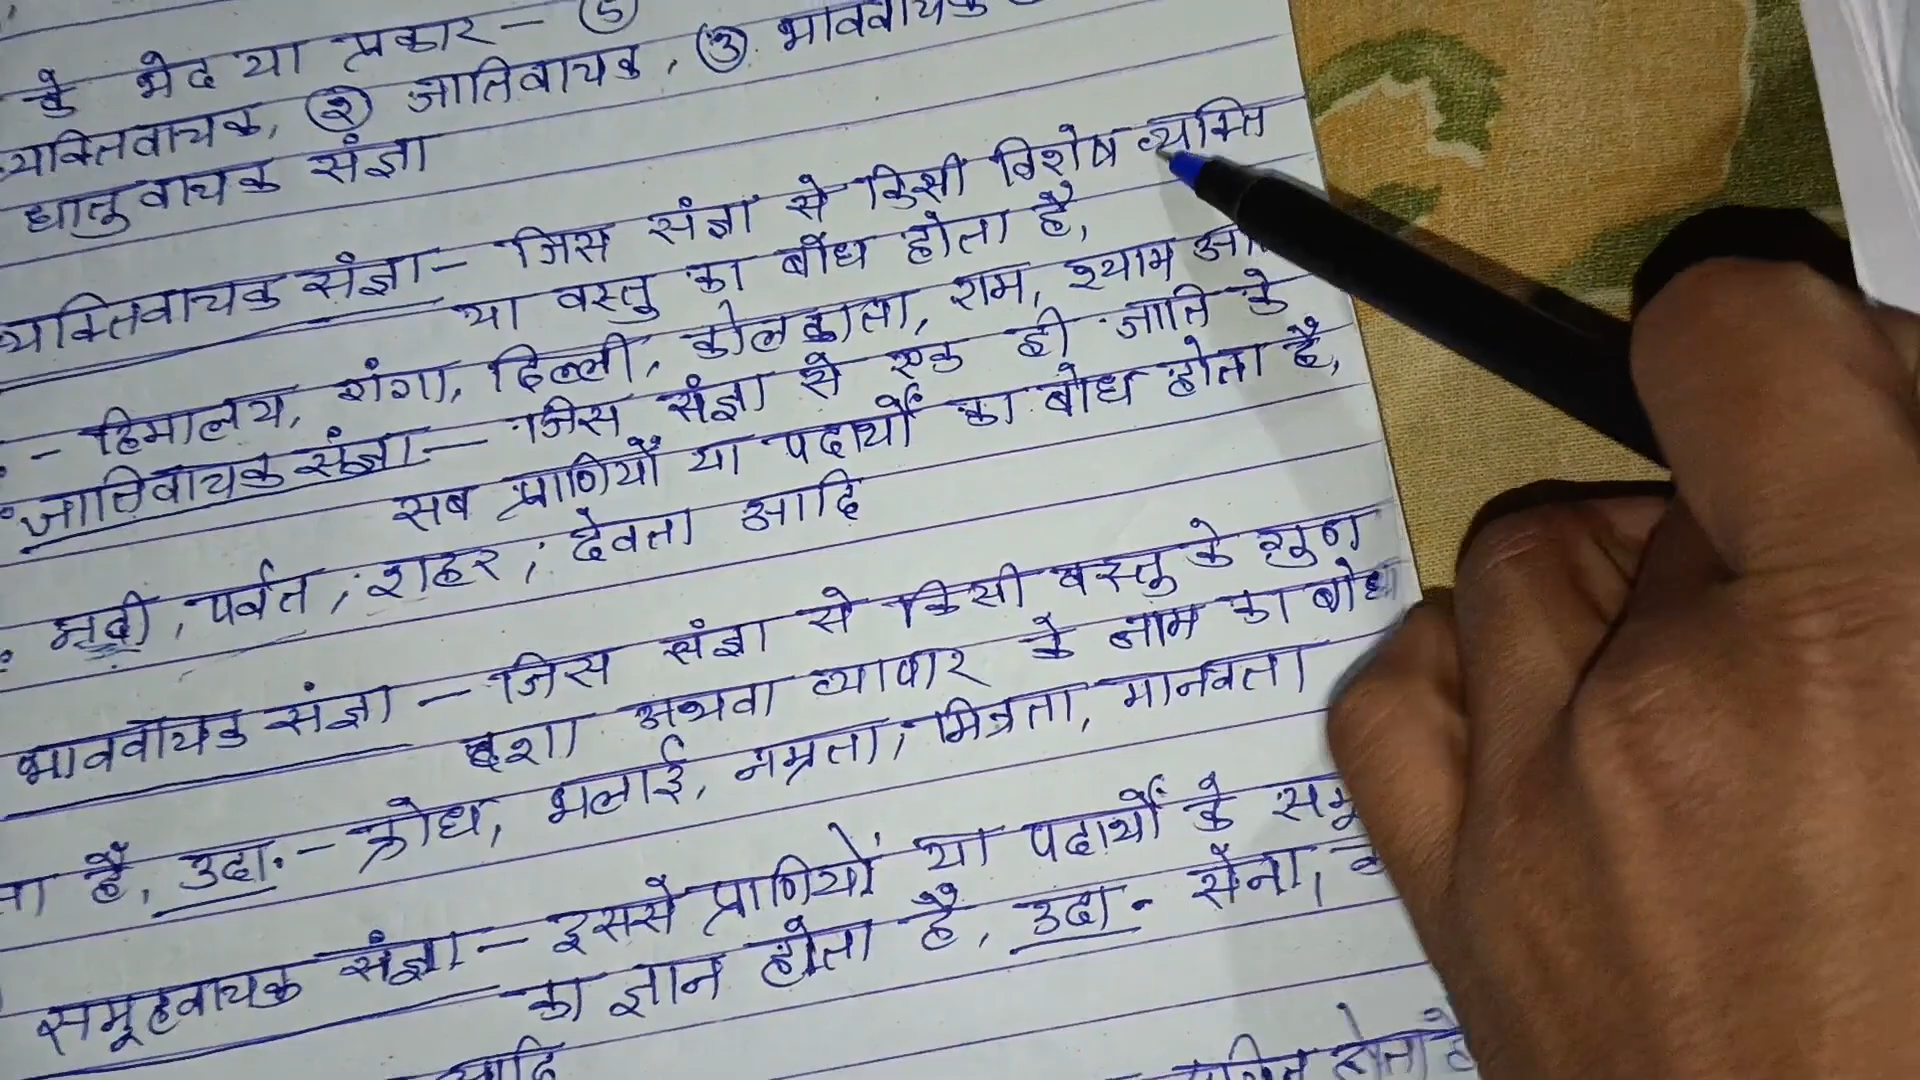 के भेद या प्रकार - ⑤
व्यक्तिवाचक, ② जातिवाचक, ③ भाववाचक
धातुवाचक संज्ञा
व्यक्तिवाचक संज्ञा - जिस संज्ञा से किसी विशेष व्यक्ति
या वस्तु का बोध होता है,
:- हिमालय, गंगा, दिल्ली, कोलकाता, राम, श्याम
जातिवाचक संज्ञा - जिस संज्ञा से एक ही जाति के
सब प्राणियों या पदार्थों का बोध होता है,
नदी, पर्वत, शहर, देवता आदि
भाववाचक संज्ञा - जिस संज्ञा से किसी वस्तु के गुण
दशा अथवा व्यापार के नाम का बोध
है, उदा.- क्रोध, भलाई, नम्रता, मित्रता, मानवता
समूहवाचक संज्ञा - इससे प्राणियों या पदार्थों के
का ज्ञान होता है, उदा.- सेना,
आदि
होता है